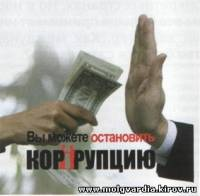 Вы можете остановить
КОРРУПЦИЮ
www.molgvardia.kirov.ru